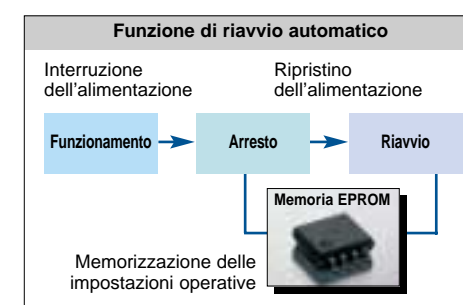 Funzione di riavvio automatico
Interruzione
dell'alimentazione
Ripristino
dell'alimentazione
Funzionamento
Arresto
Riavvio
Memoria EPROM
Memorizzazione delle
impostazioni operative